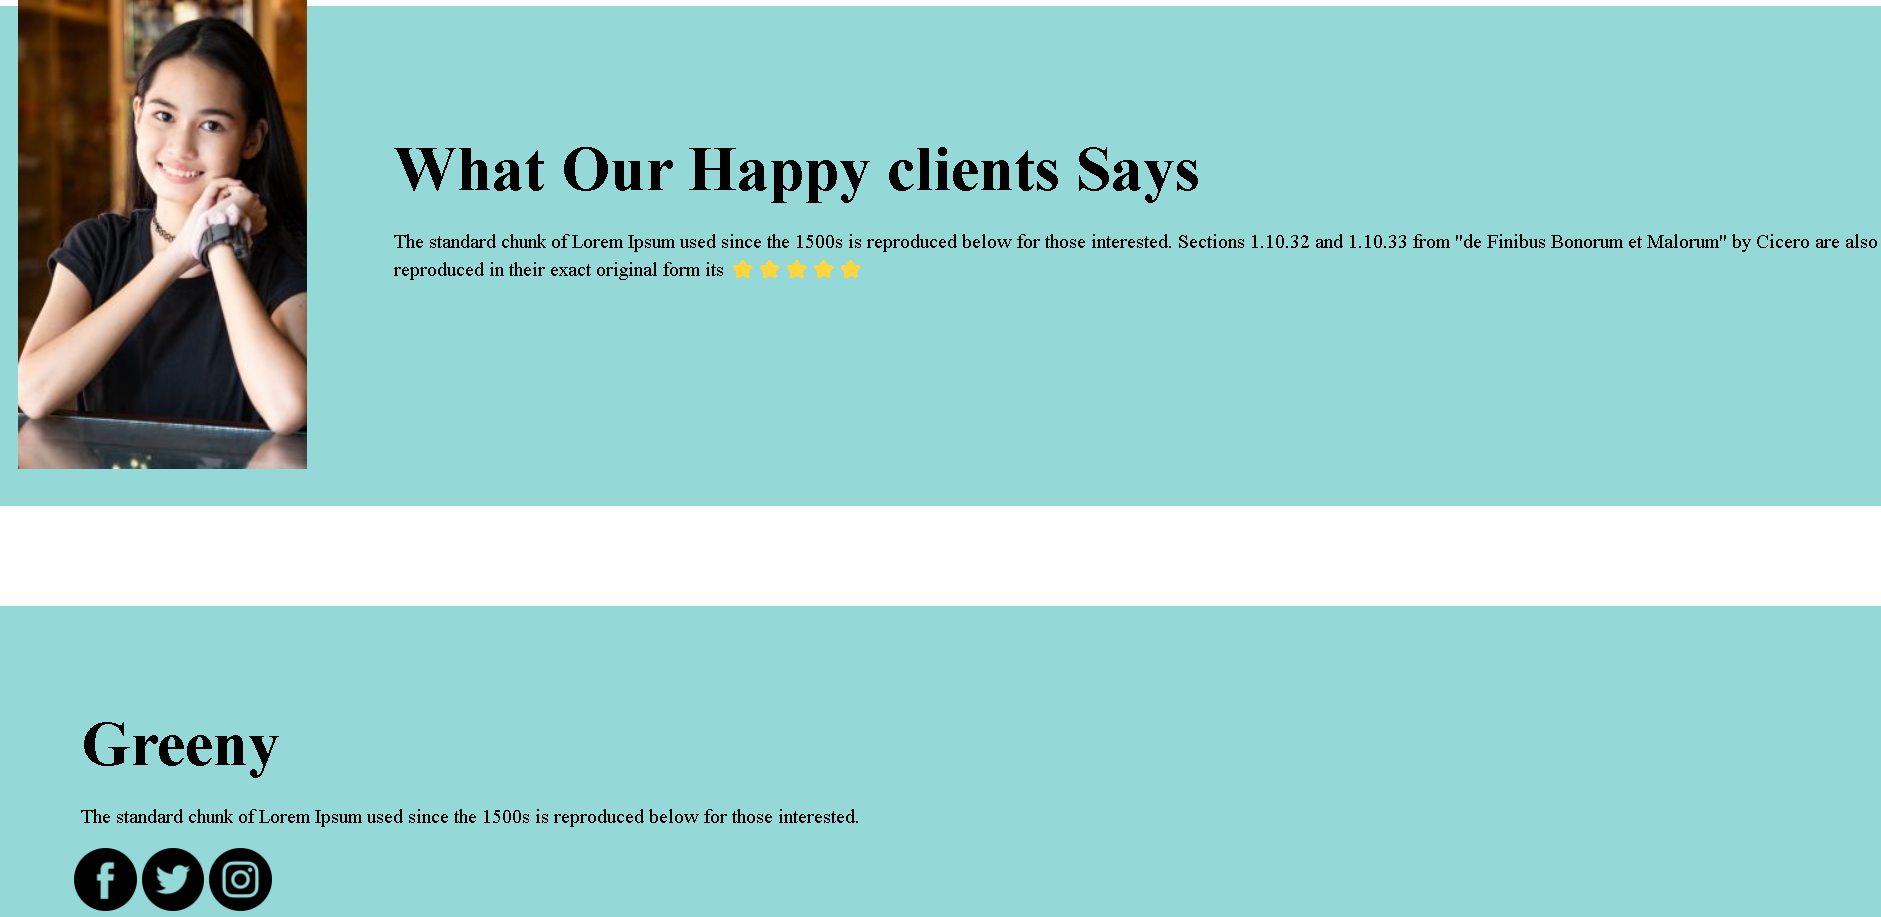 What Our Happy clients Says
The standard chunk of Lorem Ipsum used since the 1500s is reproduced below for those interested. Sections 1.10.32 and 1.10.33 from "de Finibus Bonorum et Malorum" by Cicero are also
reproduced in their exact original form its ⭐⭐⭐⭐⭐
Greeny
The standard chunk of Lorem Ipsum used since the 1500s is reproduced below for those interested.